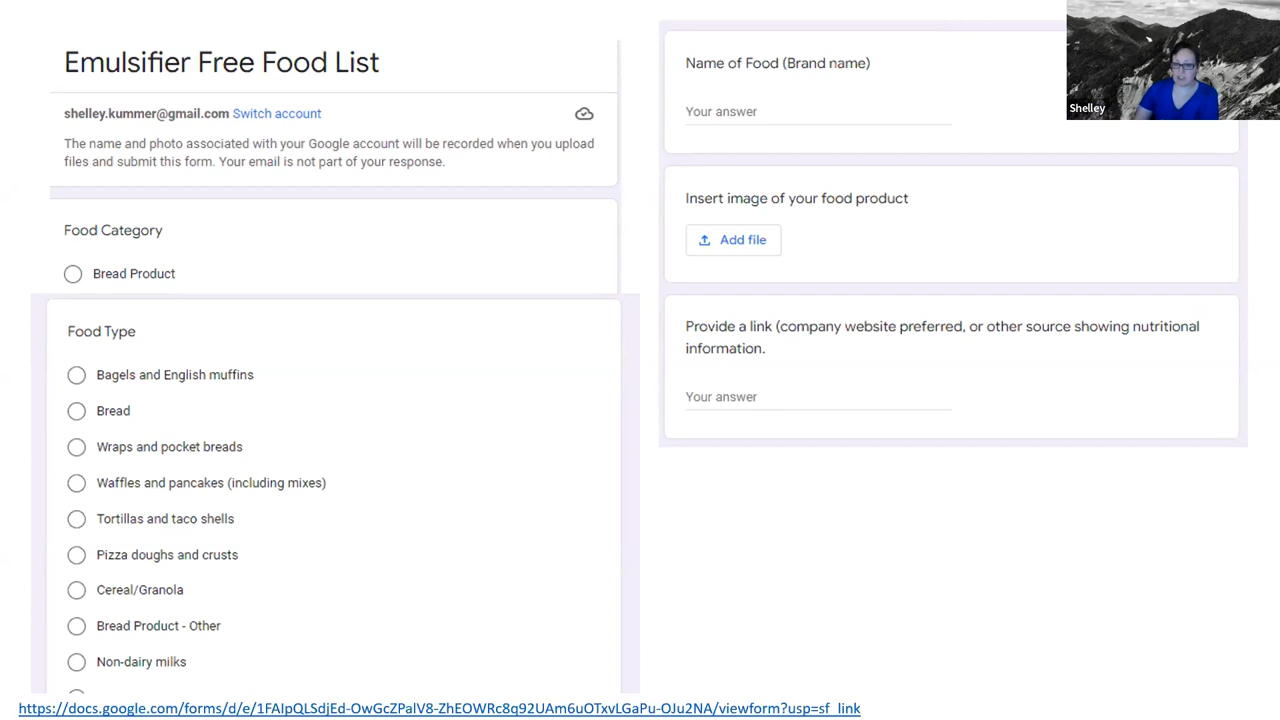 Emulsifier Free Food List
shelley.kummer@gmail.com Switch account
The name and photo associated with your Google account will be recorded when you upload
files and submit this form. Your email is not part of your response.
Food Category
Bread Product
Food Type
Bagels and English muffins
Bread
Wraps and pocket breads
Waffles and pancakes (including mixes)
Tortillas and taco shells
Pizza doughs and crusts
Cereal/Granola
Bread Product - Other
Non-dairy milks
Name of Food (Brand name)
Your answer
Insert image of your food product
Add file
Provide a link (company website preferred, or other source showing nutritional
information.
Your answer
Shelley
https://docs.google.com/forms/d/e/1FAIpQLSdjEd-OwGcZPalV8-ZhEOWRc8q92UAm6uOTxvLGaPu-OJu2NA/viewform?usp=sf_link